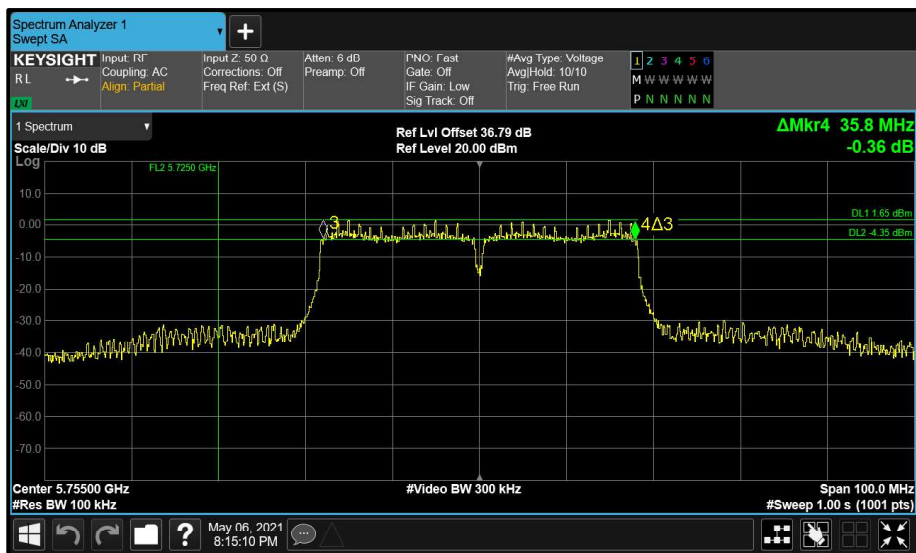 Spectrum Analyzer 1
Swept SA
+
KEYSIGHT Input: RF Input Z: 50 Ω Atten: 6 dB PNO: Fast #Avg Type: Voltage 1 2 3 4 5 6
RL Coupling: AC Corrections: Off Preamp: Off Gate: Off Avg|Hold: 10/10 M W W W W W
Align: Partial Freq Ref: Ext (S) IF Gain: Low Trig: Free Run
LXI Sig Track: Off P N N N N N
1 Spectrum Ref Lvl Offset 36.79 dB ΔMkr4 35.8 MHz
Scale/Div 10 dB Ref Level 20.00 dBm -0.36 dB
Log
FL2 5.7250 GHz
10.0
DL1 1.65 dBm
0.00 3 4Δ3
DL2 -4.35 dBm
-10.0
-20.0
-30.0
-40.0
-50.0
-60.0
-70.0
Center 5.75500 GHz #Video BW 300 kHz Span 100.0 MHz
#Res BW 100 kHz #Sweep 1.00 s (1001 pts)
? May 06, 2021
8:15:10 PM